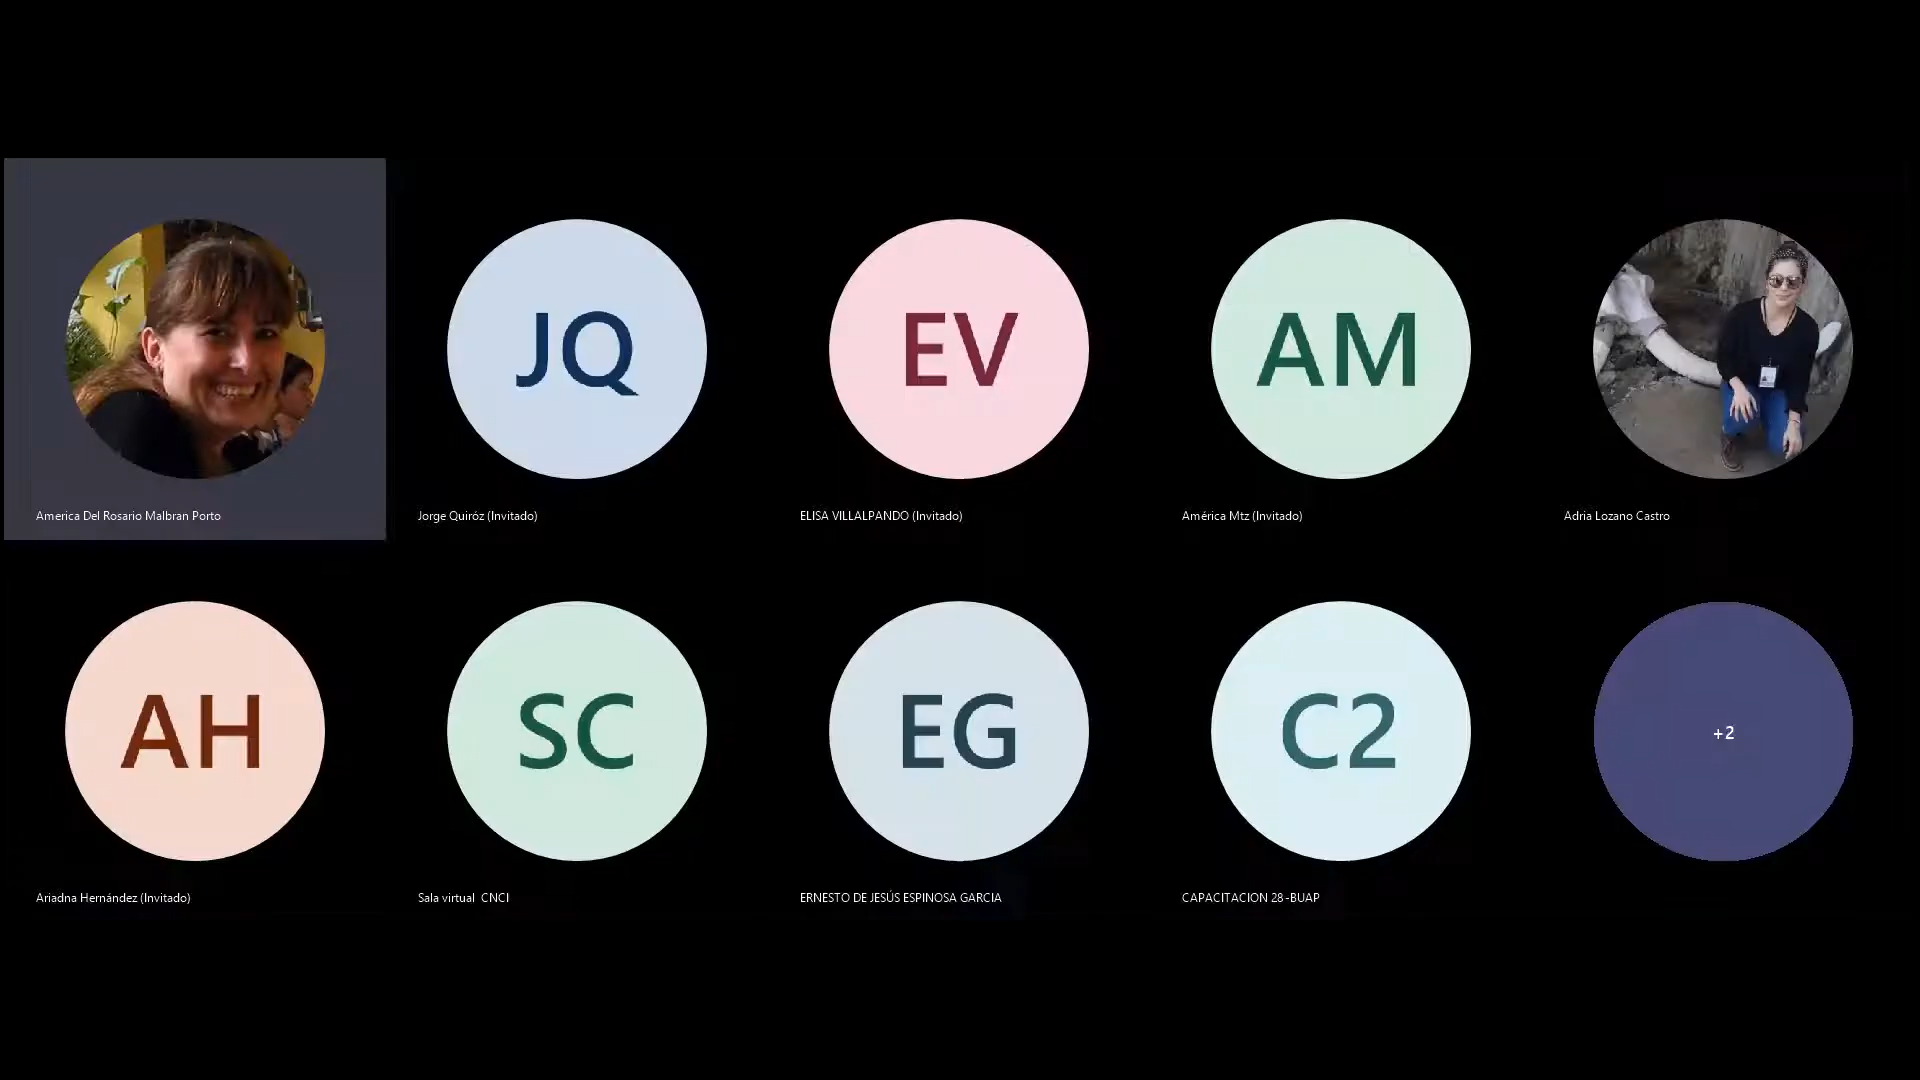 JQ
EV
AM
America Del Rosario Malbran Porto
Jorge Quiróz (Invitado)
ELISA VILLALPANDO (Invitado)
América Mtz (Invitado)
Adria Lozano Castro
AH
SC
EG
C2
+2
Ariadna Hernández (Invitado)
Sala virtual CNCI
ERNESTO DE JESÚS ESPINOSA GARCIA
CAPACITACION 28-BUAP